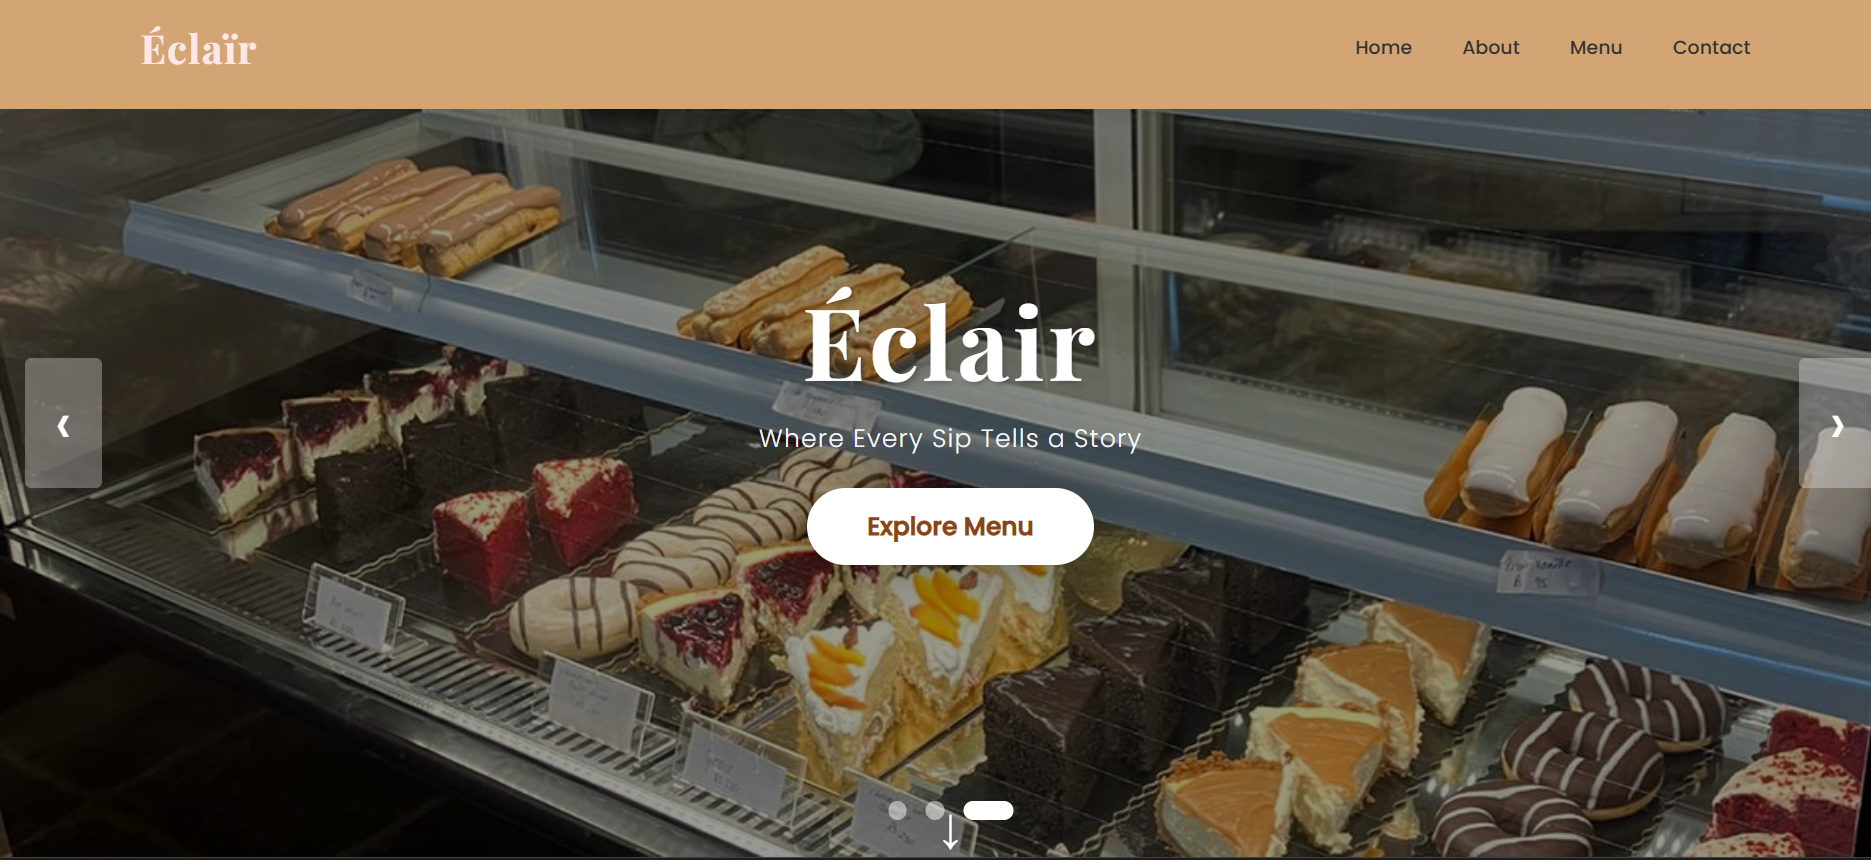 Éclaïr
Home About Menu Contact
Éclair
Where Every Sip Tells a Story
Explore Menu